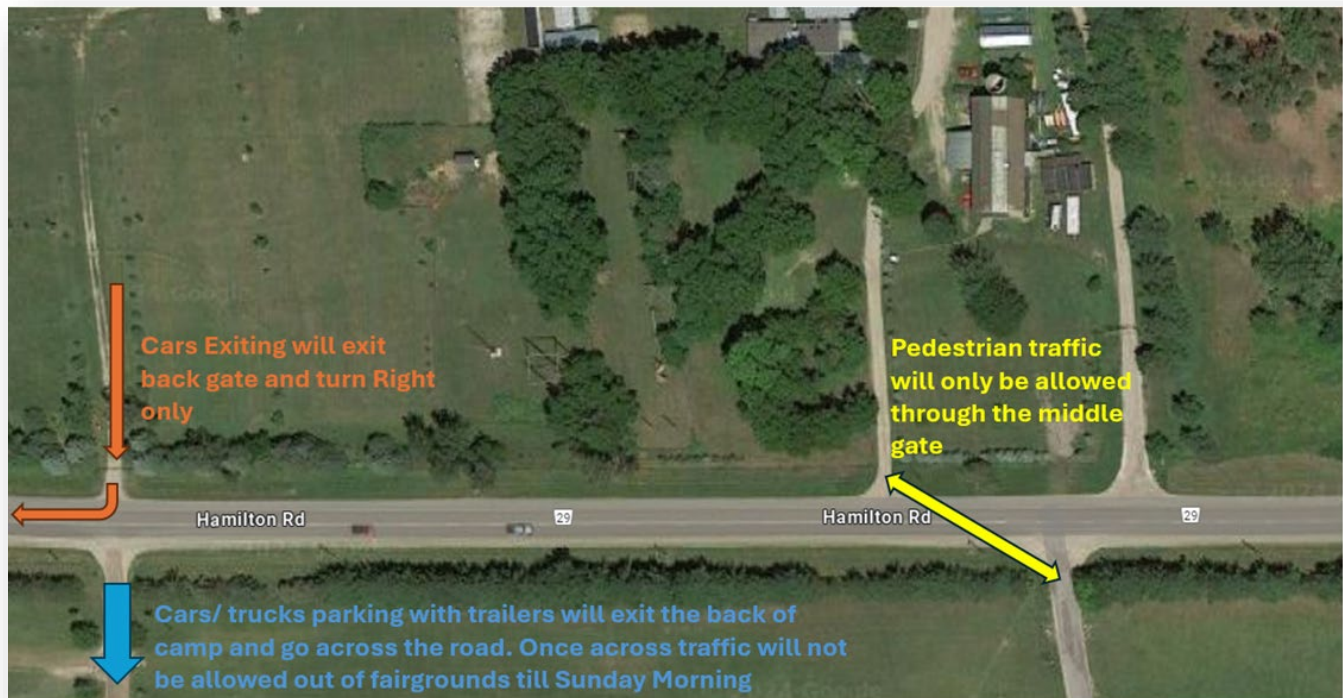 Cars Exiting will exit
back gate and turn Right
only
Pedestrian traffic
will only be allowed
through the middle
gate
Hamilton Rd
29
Hamilton Rd
29
Cars/ trucks parking with trailers will exit the back of
camp and go across the road. Once across traffic will not
be allowed out of fairgrounds till Sunday Morning